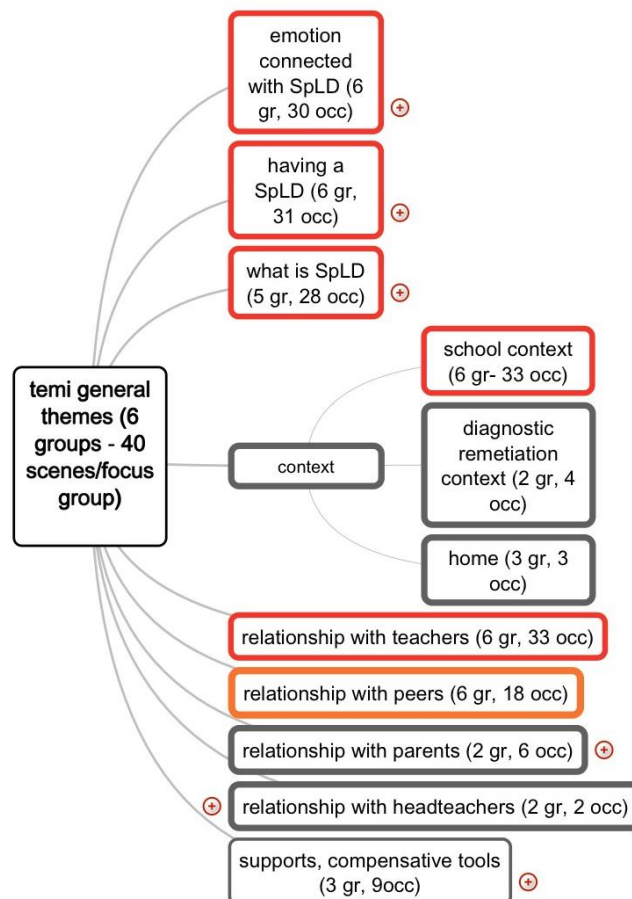 emotion
connected
with SpLD (6
gr, 30 occ)
having a
SpLD (6 gr,
31 occ)
what is SpLD
(5 gr, 28 occ)
temi general
themes (6
groups - 40
scenes/focus
group)
context
school context
(6 gr- 33 occ)
diagnostic
remetiation
context (2 gr, 4
occ)
home (3 gr, 3
occ)
relationship with teachers (6 gr, 33 occ)
relationship with peers (6 gr, 18 occ)
relationship with parents (2 gr, 6 occ)
relationship with headteachers (2 gr, 2 occ)
supports, compensative tools
(3 gr, 9occ)